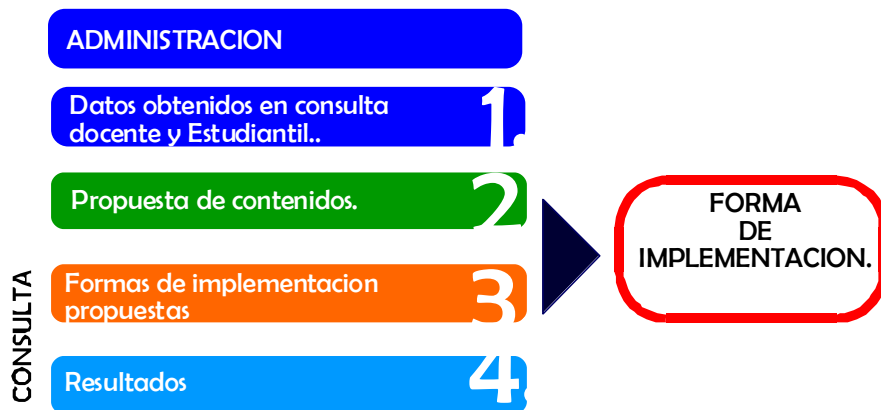 ADMINISTRACION
Datos obtenidos en consulta
docente y Estudiantil..
1.
Propuesta de contenidos.
2
Formas de implementacion
propuestas
3
Resultados
4.
CONSULTA
FORMA
DE
IMPLEMENTACION.